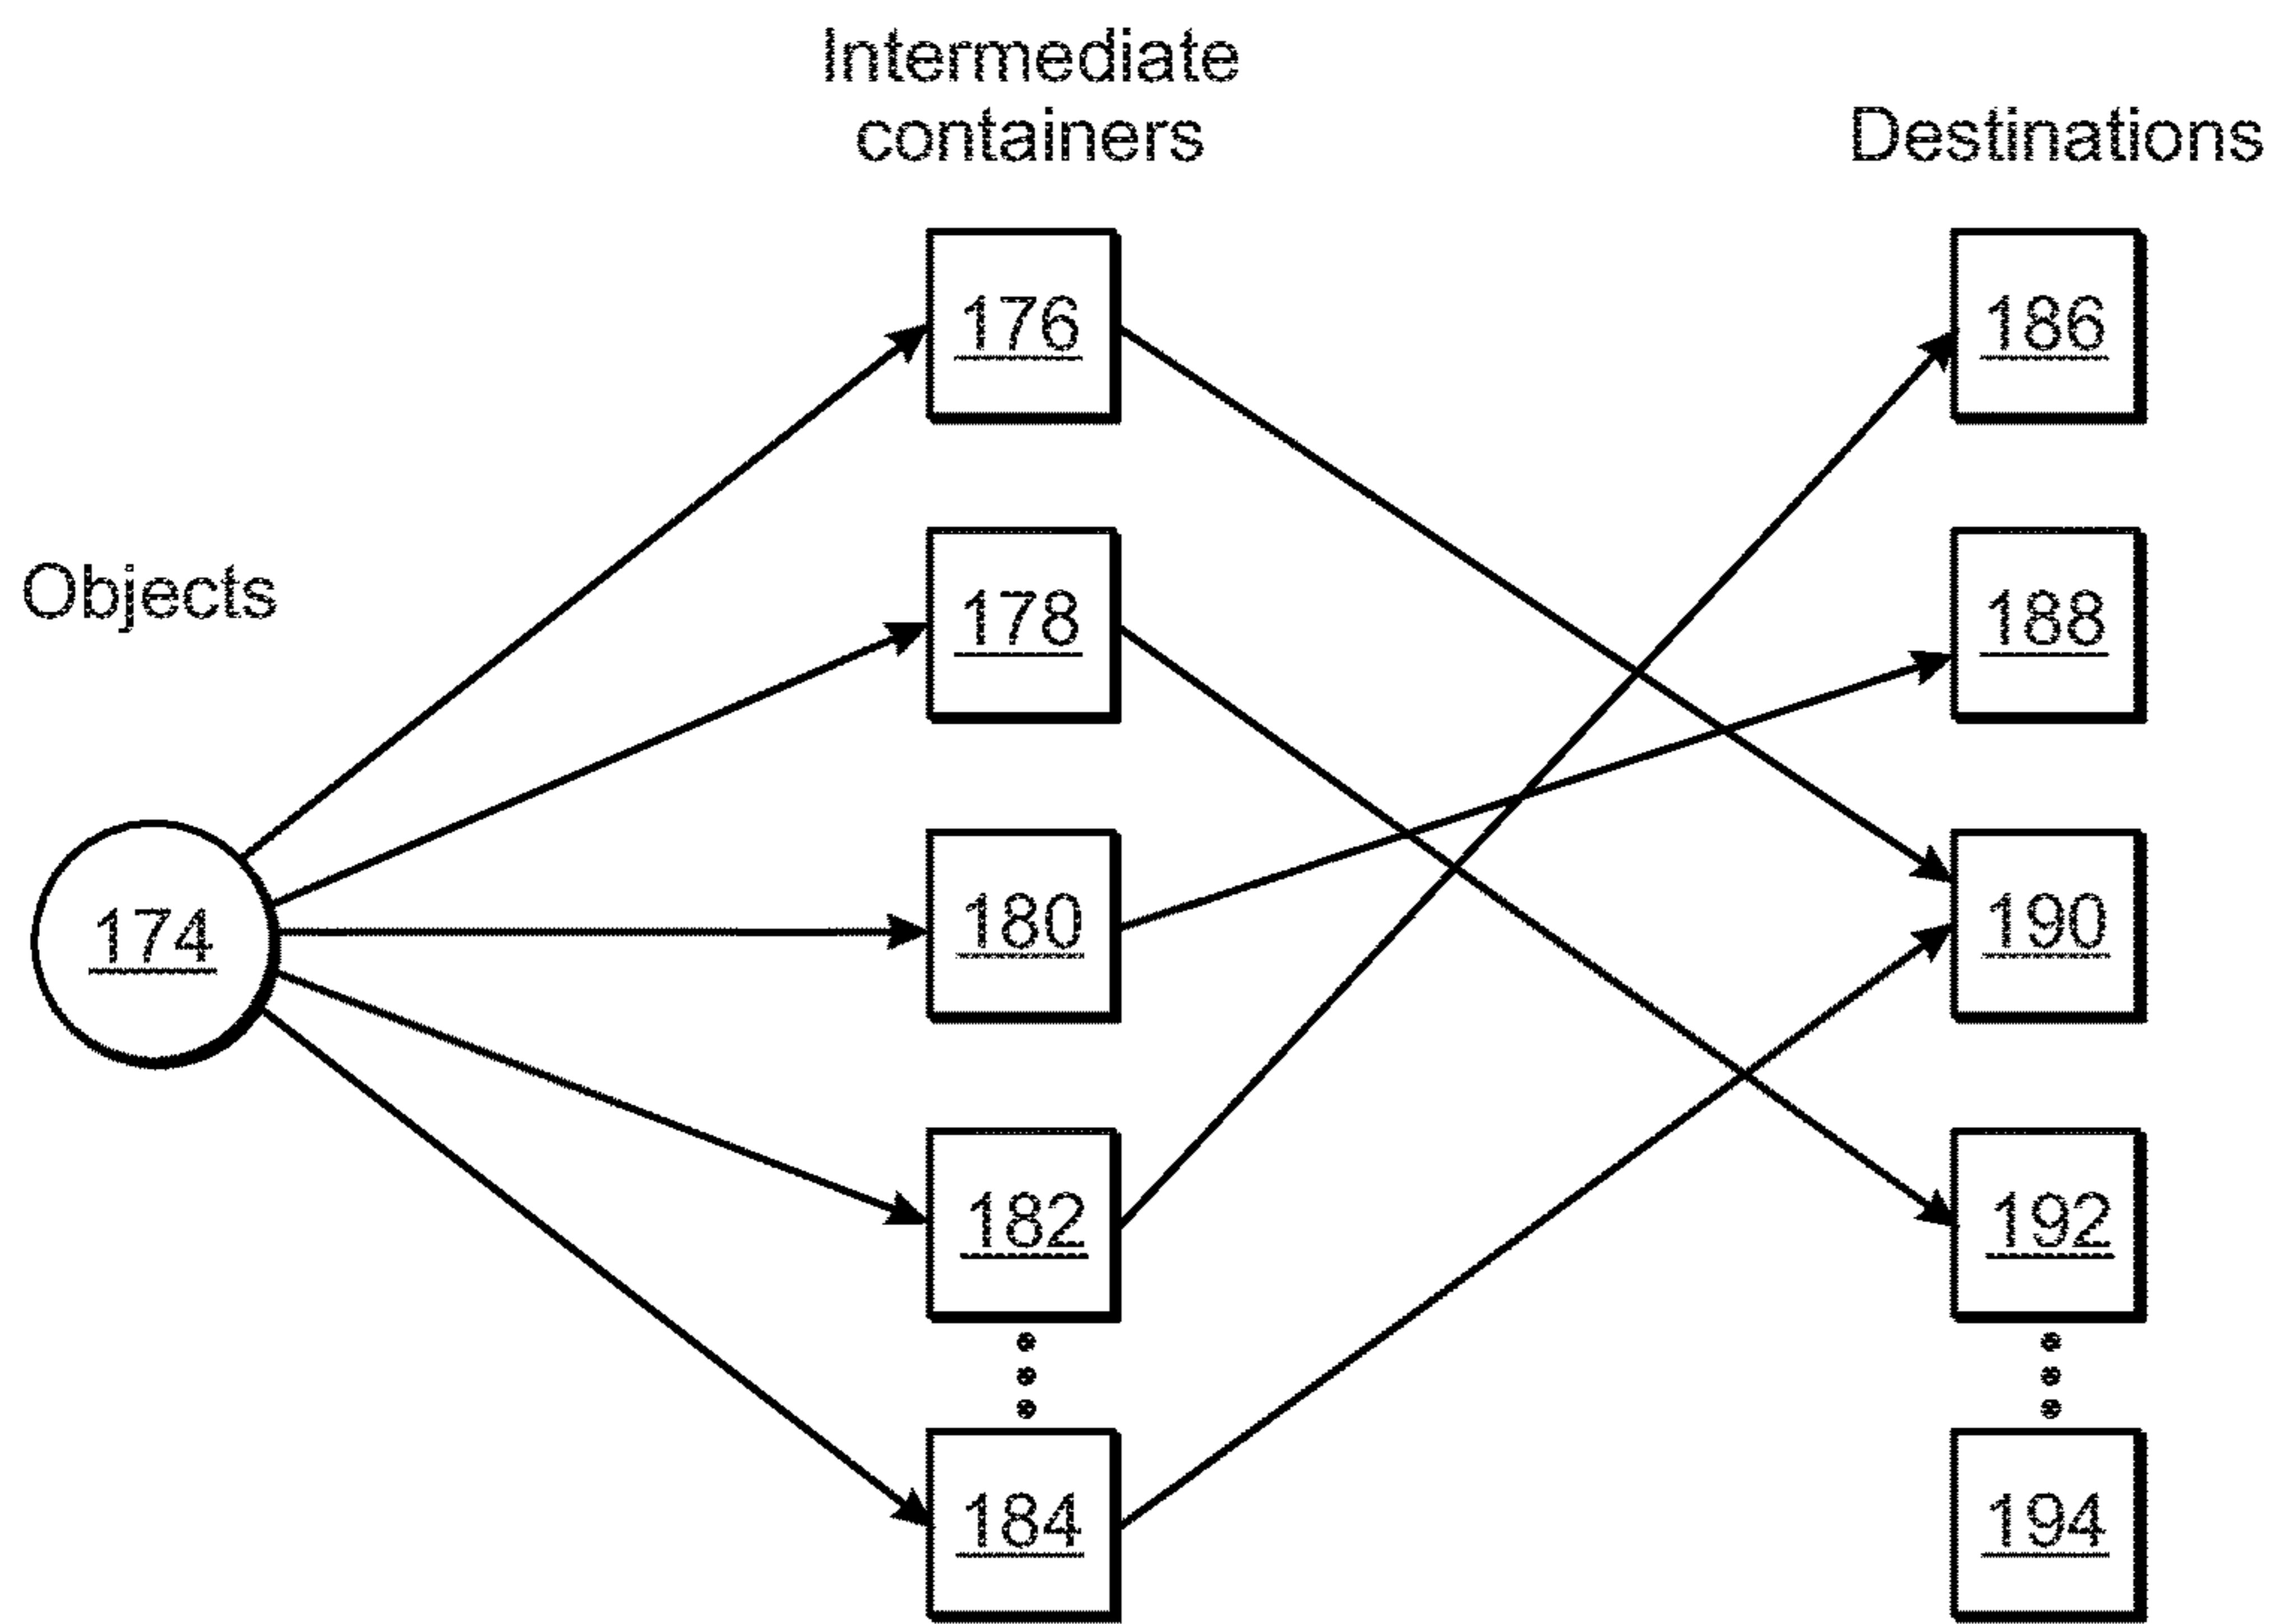 Intermediate
containers
Destinations
Objects
174
176
178
180
182
184
186
188
190
192
194